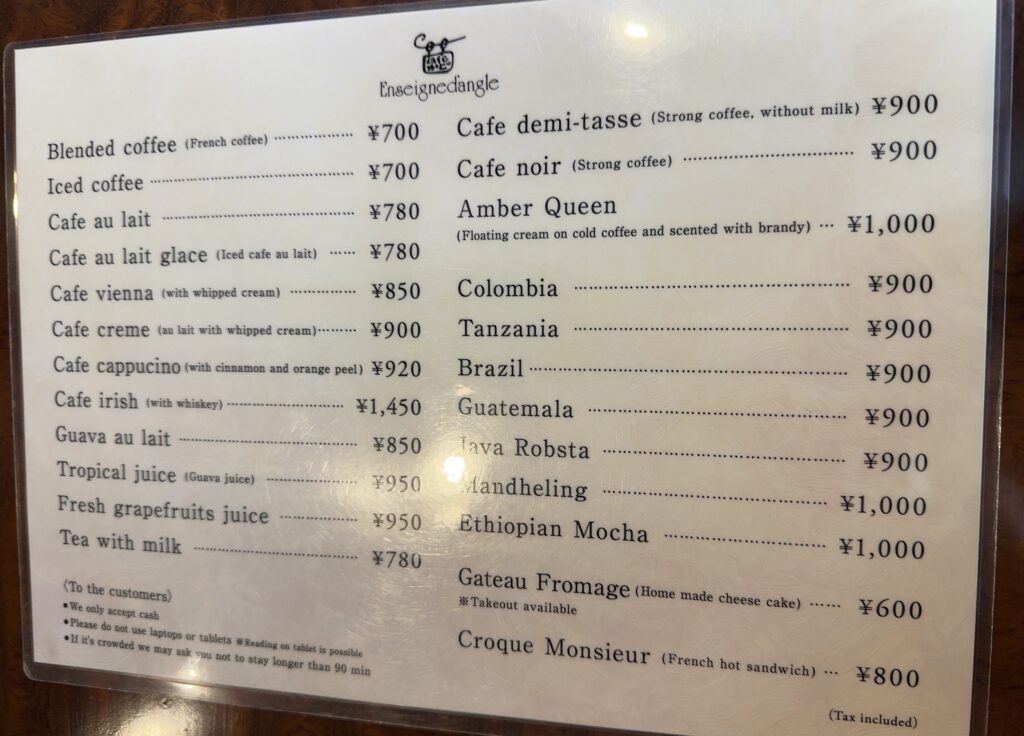 Enseigne d'angle
Blended coffee (French coffee) ¥700
Iced coffee ¥700
Cafe au lait ¥780
Cafe au lait glace (Iced cafe au lait) ¥780
Cafe vienna (with whipped cream) ¥850
Cafe creme (au lait with whipped cream) ¥900
Cafe cappucino (with cinnamon and orange peel) ¥920
Cafe irish (with whiskey) ¥1,450
Guava au lait ¥850
Tropical juice (Guava juice) ¥950
Fresh grapefruits juice ¥950
Tea with milk ¥780
〈To the customers〉
•We only accept cash
•Please do not use laptops or tablets ※Reading on tablet is possible
•If it's crowded we may ask you not to stay longer than 90 min
Cafe demi-tasse (Strong coffee, without milk) ¥900
Cafe noir (Strong coffee) ¥900
Amber Queen
(Floating cream on cold coffee and scented with brandy) ¥1,000
Colombia ¥900
Tanzania ¥900
Brazil ¥900
Guatemala ¥900
Java Robsta ¥900
Mandheling ¥1,000
Ethiopian Mocha ¥1,000
Gateau Fromage (Home made cheese cake) ¥600
※Takeout available
Croque Monsieur (French hot sandwich) ¥800
(Tax included)